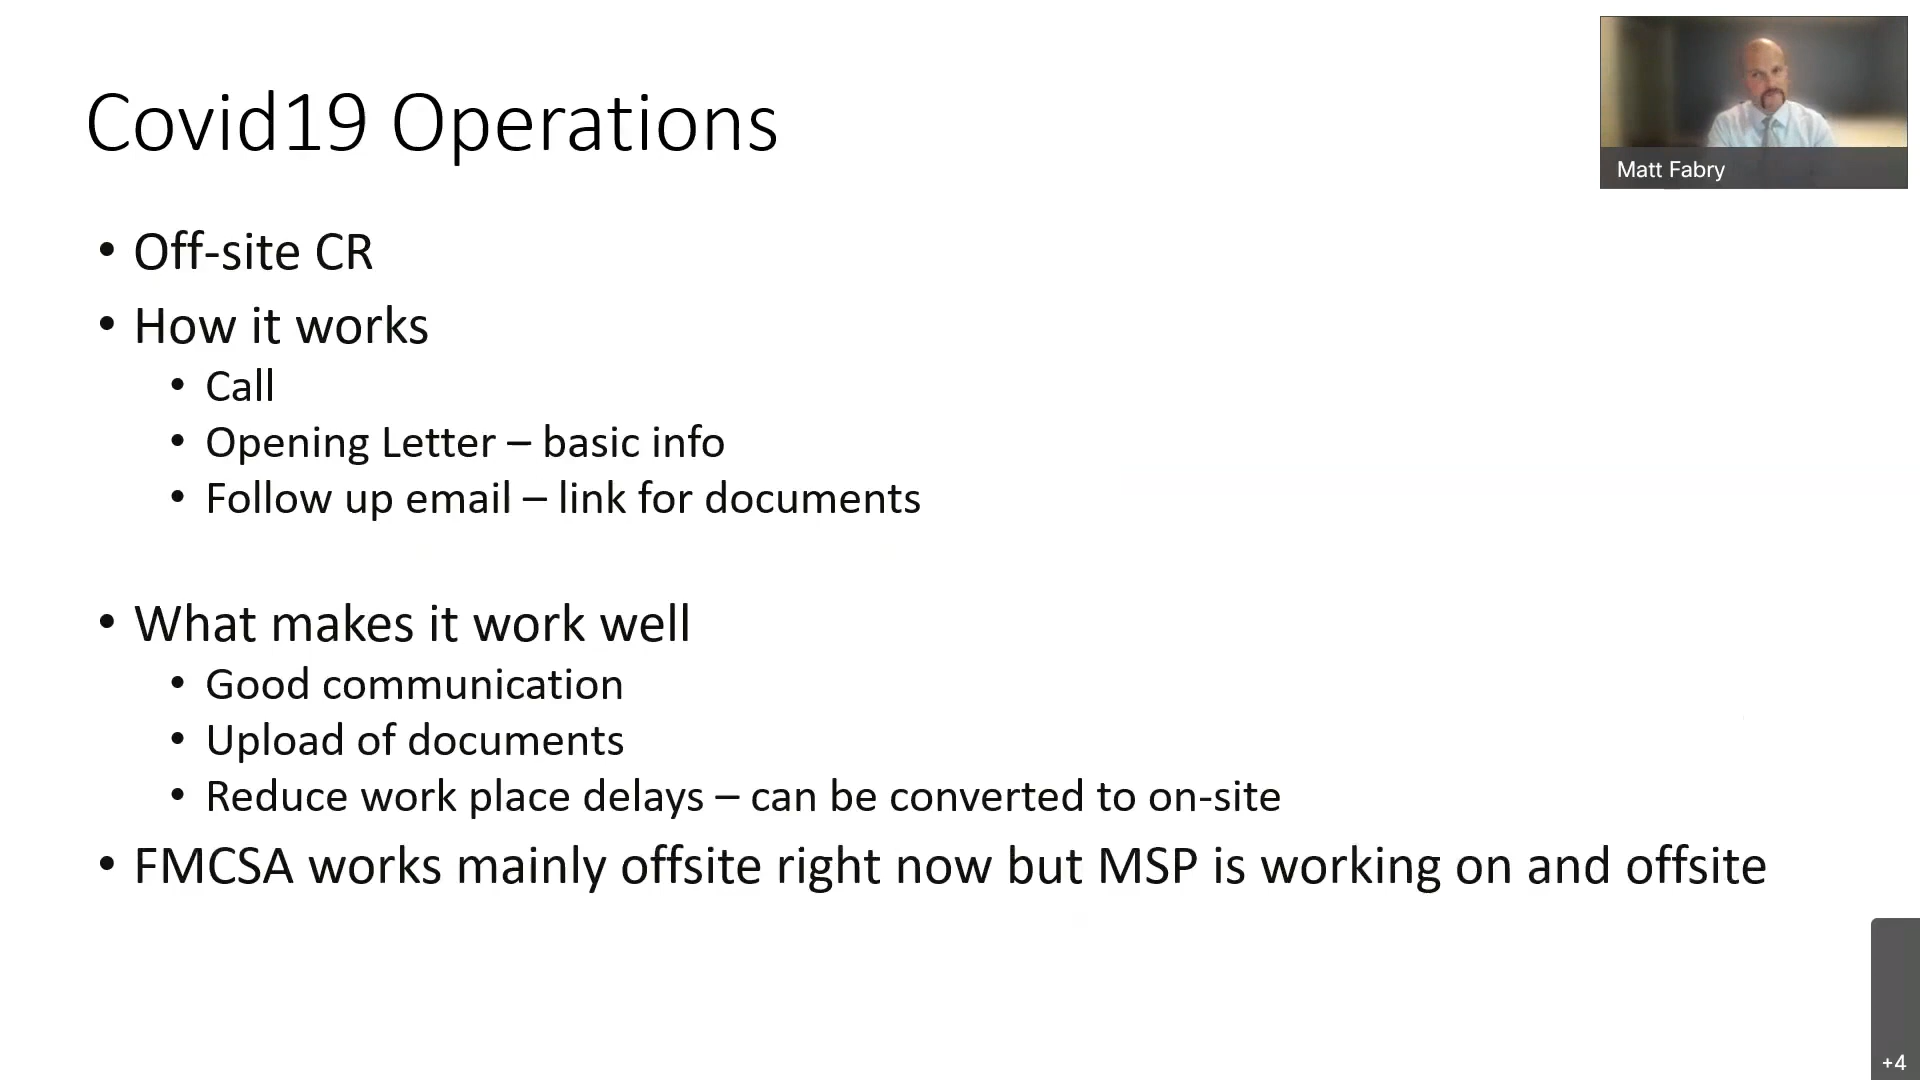 Covid19 Operations
Matt Fabry
• Off-site CR
• How it works
• Call
• Opening Letter – basic info
• Follow up email – link for documents
• What makes it work well
• Good communication
• Upload of documents
• Reduce work place delays – can be converted to on-site
• FMCSA works mainly offsite right now but MSP is working on and offsite
+4